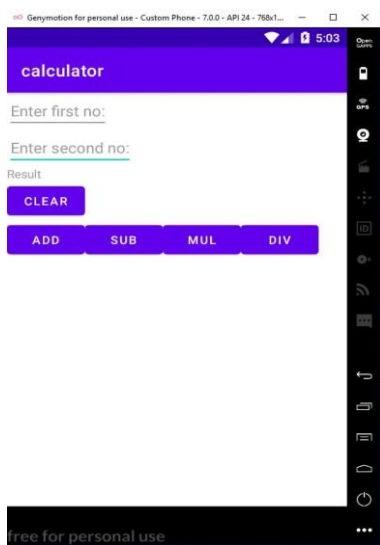 Genymotion for personal use - Custom Phone - 7.0.0 - API 24 - 768x1...
5:03
Open
GAPPS
calculator
GPS
Enter first no:
Enter second no:
Result
CLEAR
ADD SUB MUL DIV
ID
free for personal use